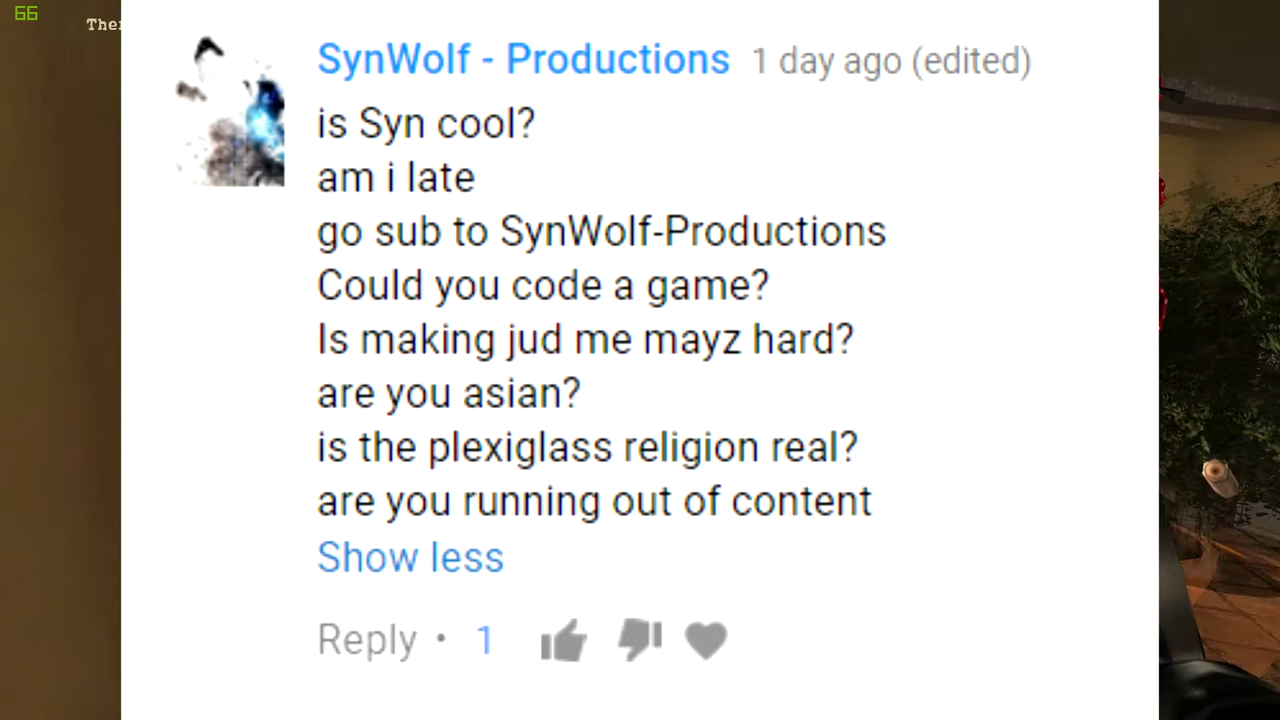 66
SynWolf - Productions 1 day ago (edited)
is Syn cool?
am i late
go sub to SynWolf-Productions
Could you code a game?
Is making jud me mayz hard?
are you asian?
is the plexiglass religion real?
are you running out of content
Show less
Reply • 1